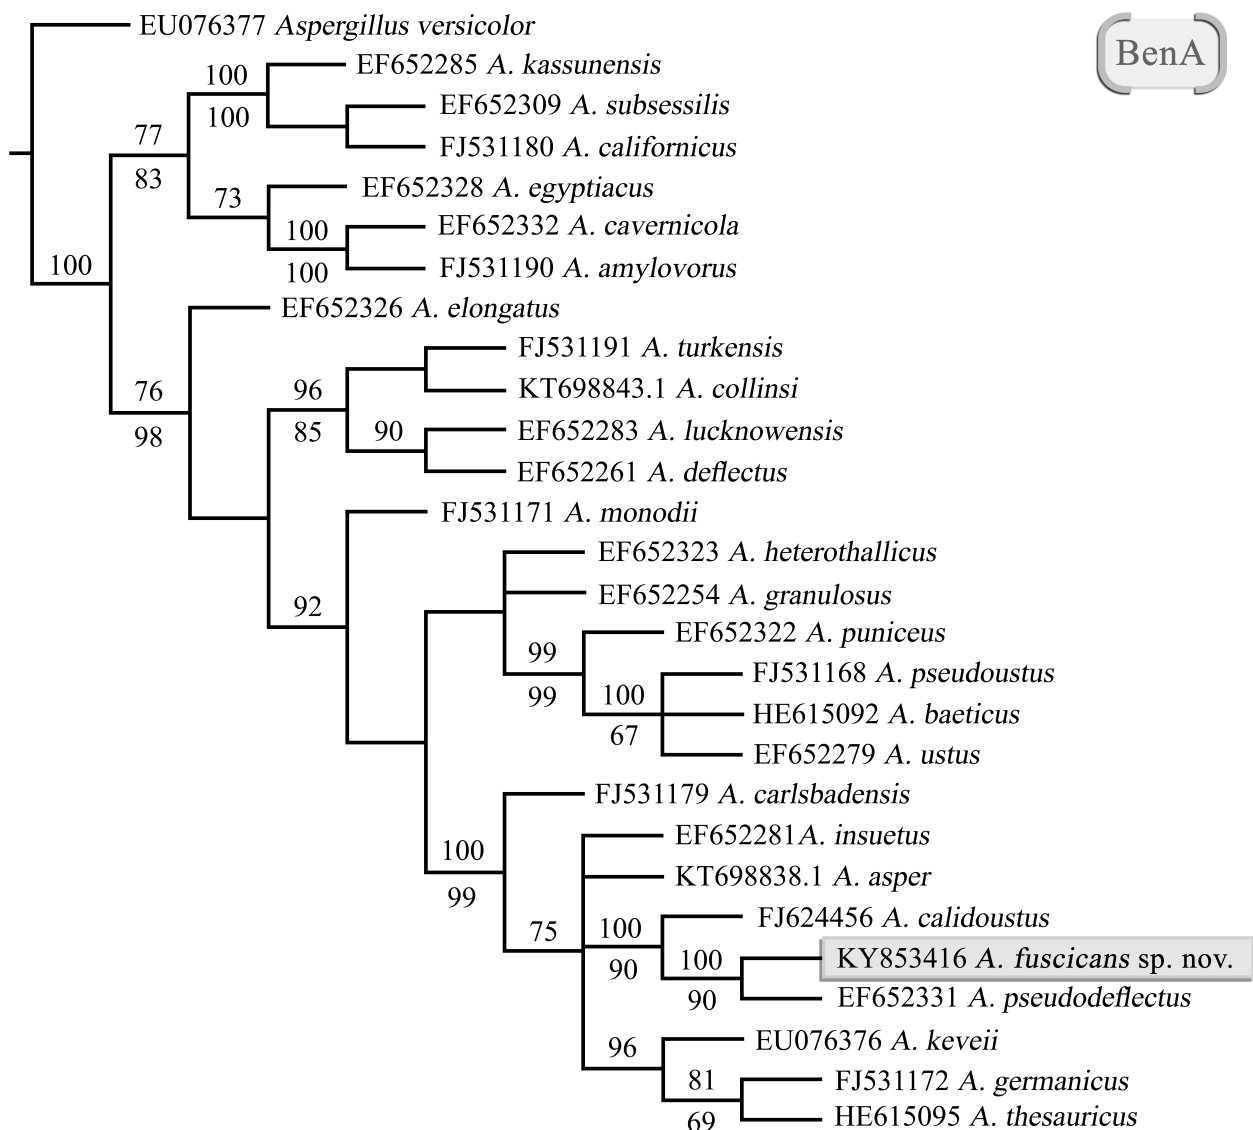 EU076377 Aspergillus versicolor
BenA
EF652285 A. kassunensis
100
EF652309 A. subsessilis
100
77
FJ531180 A. californicus
83
EF652328 A. egyptiacus
73
EF652332 A. cavernicola
100
100
FJ531190 A. amylovorus
100
EF652326 A. elongatus
FJ531191 A. turkensis
76
96
KT698843.1 A. collinsi
98
85
90
EF652283 A. lucknowensis
EF652261 A. deflectus
FJ531171 A. monodii
EF652323 A. heterothallicus
92
EF652254 A. granulosus
EF652322 A. puniceus
99
99
FJ531168 A. pseudoustus
100
HE615092 A. baeticus
67
EF652279 A. ustus
FJ531179 A. carlsbadensis
100
EF652281A. insuetus
99
KT698838.1 A. asper
75
100
FJ624456 A. calidoustus
90
100
KY853416 A. fuscicans sp. nov.
90
EF652331 A. pseudodeflectus
96
EU076376 A. keveii
81
FJ531172 A. germanicus
69
HE615095 A. thesauricus